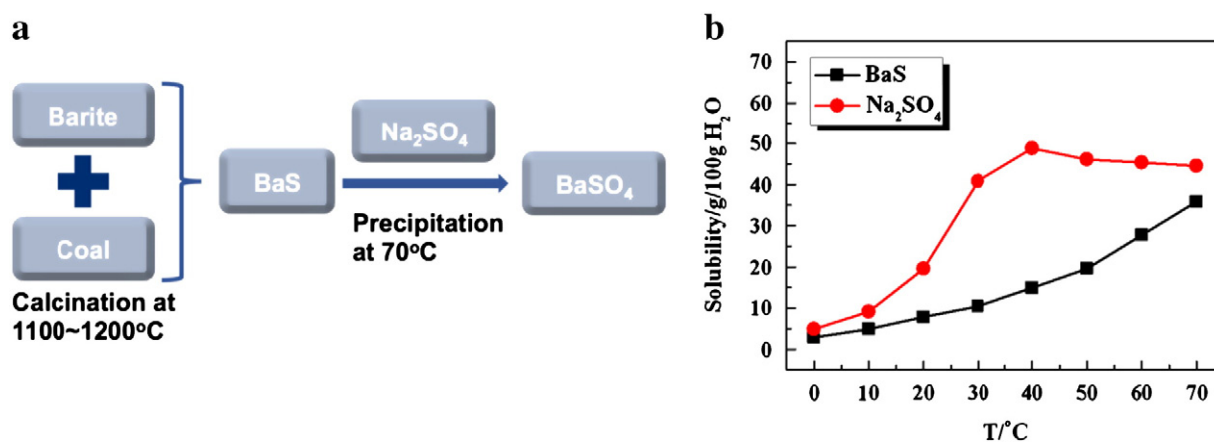 a
Barite
Coal
Calcination at
1100~1200°C
BaS
Na₂SO₄
Precipitation
at 70°C
BaSO₄
b
BaS
Na₂SO₄
Solubility/g/100g H₂O
70
60
50
40
30
20
10
0
0 10 20 30 40 50 60 70
T/°C